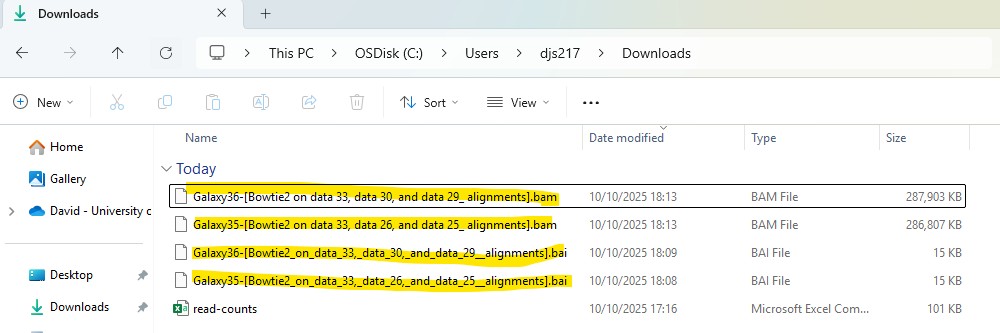 Downloads
This PC > OSDisk (C:) > Users > djs217 > Downloads
New Sort View ...
Name Date modified Type Size
Home
Gallery
David - University c
Desktop
Downloads
Today
Galaxy36-[Bowtie2 on data 33, data 30, and data 29_ alignments].bam 10/10/2025 18:13 BAM File 287,903 KB
Galaxy35-[Bowtie2 on data 33, data 26, and data 25_ alignments].bam 10/10/2025 18:13 BAM File 286,807 KB
Galaxy36-[Bowtie2_on_data_33,_data_30,_and_data_29__alignments].bai 10/10/2025 18:09 BAI File 15 KB
Galaxy35-[Bowtie2_on_data_33,_data_26,_and_data_25__alignments].bai 10/10/2025 18:08 BAI File 15 KB
read-counts 10/10/2025 17:16 Microsoft Excel Com... 101 KB